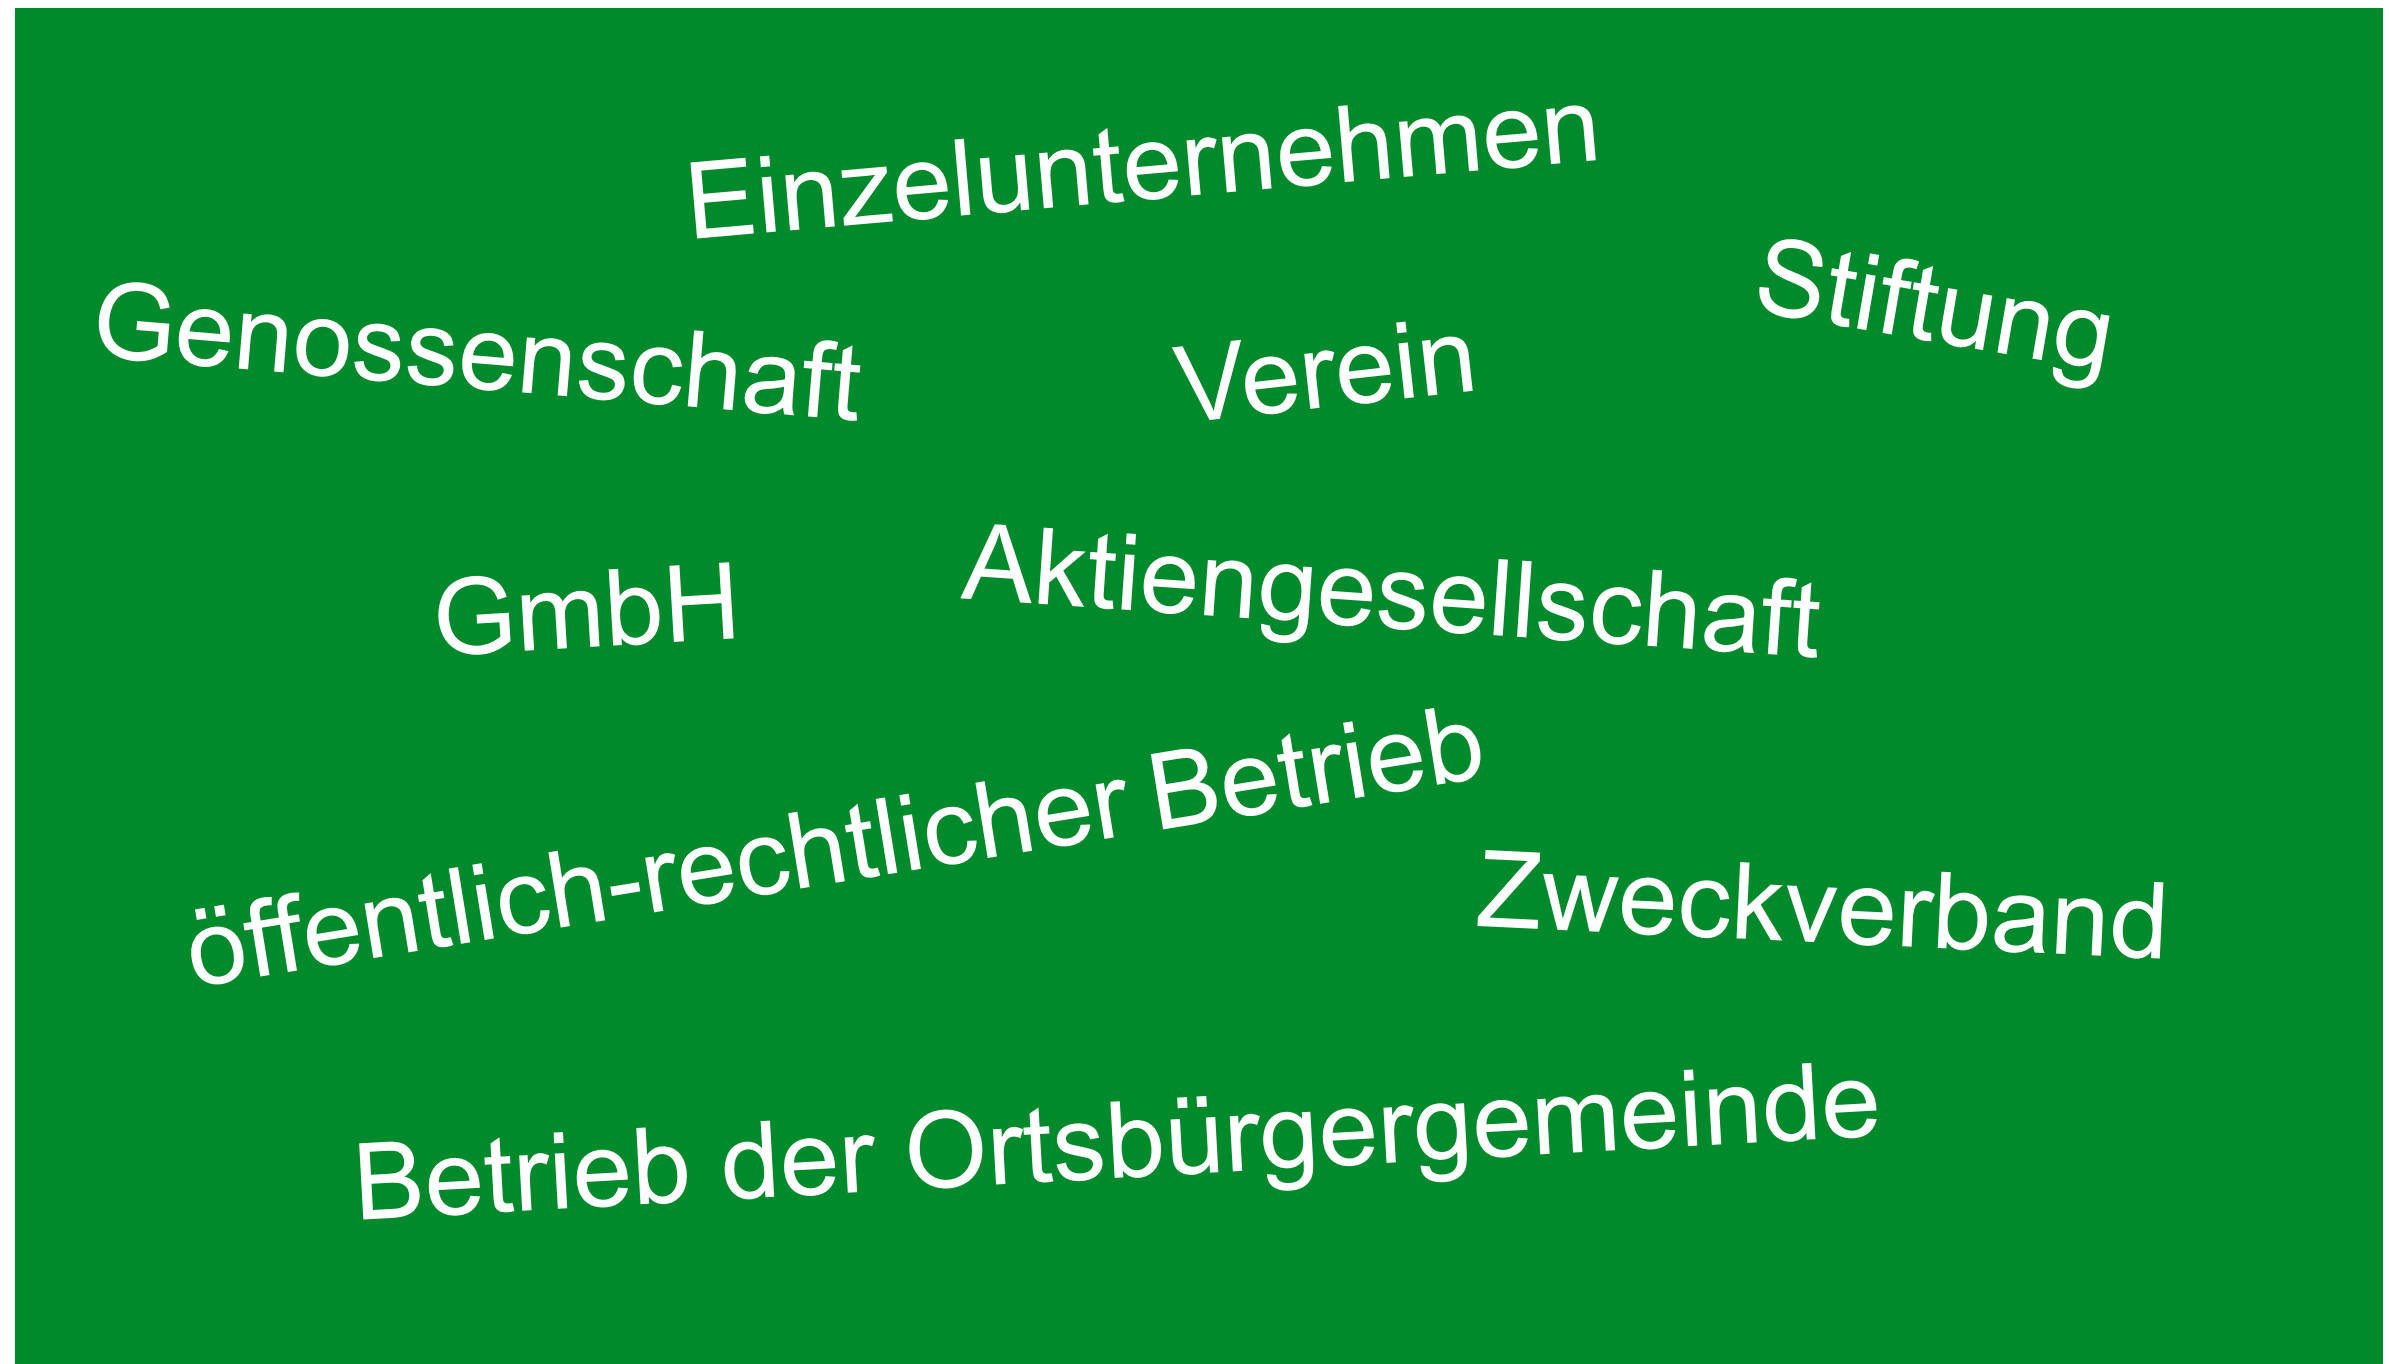 Einzelunternehmen
Stiftung
Genossenschaft
Verein
GmbH
Aktiengesellschaft
öffentlich-rechtlicher Betrieb
Zweckverband
Betrieb der Ortsbürgergemeinde